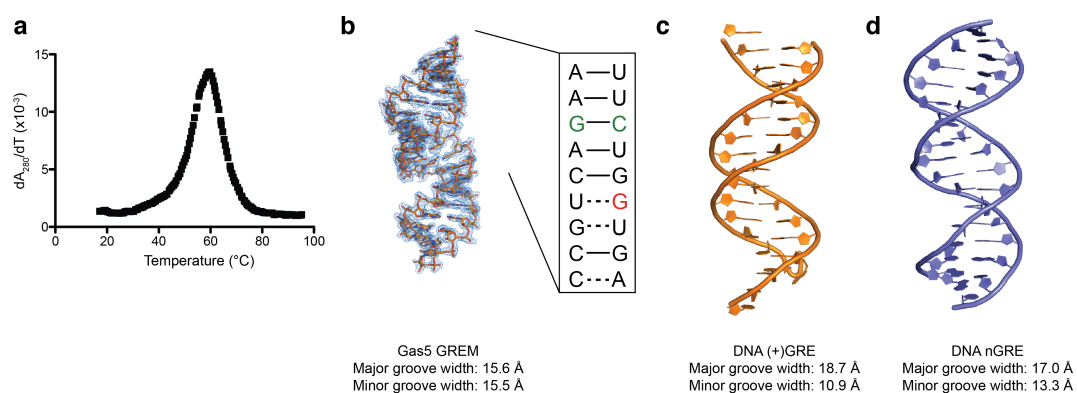 a
15
10
5
0
dA280/dT (x10-3)
0 20 40 60 80 100
Temperature (°C)
b
A U
A U
G C
A U
C G
U G
G U
C G
C A
Gas5 GREM
Major groove width: 15.6 Å
Minor groove width: 15.5 Å
c
DNA (+)GRE
Major groove width: 18.7 Å
Minor groove width: 10.9 Å
d
DNA nGRE
Major groove width: 17.0 Å
Minor groove width: 13.3 Å